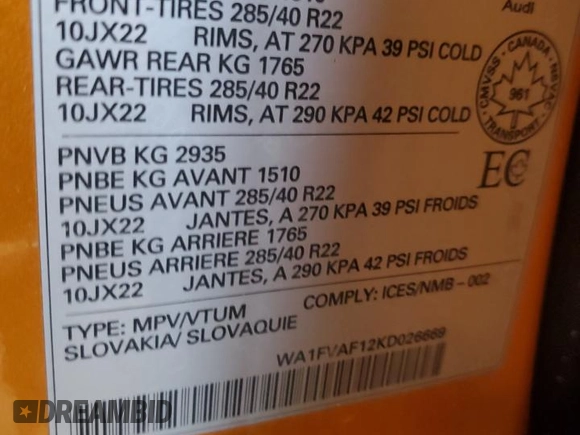 FRONT-TIRES 285/40 R22
Audi
10JX22 RIMS, AT 270 KPA 39 PSI COLD
GAWR REAR KG 1765
REAR-TIRES 285/40 R22
10JX22 RIMS, AT 290 KPA 42 PSI COLD
CMVSS - CANADA - NSVAC
961
TRANSPORT
PNVB KG 2935
PNBE KG AVANT 1510
PNEUS AVANT 285/40 R22
10JX22 JANTES, A 270 KPA 39 PSI FROIDS
PNBE KG ARRIERE 1765
PNEUS ARRIERE 285/40 R22
10JX22 JANTES, A 290 KPA 42 PSI FROIDS
EC
TYPE: MPV/VTUM
COMPLY: ICES/NMB-002
SLOVAKIA/ SLOVAQUIE
WA1FVAF12KD026669
DREAMBID